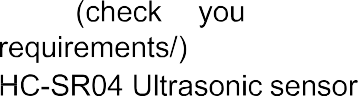 (check you
requirements/)
HC-SR04 Ultrasonic sensor